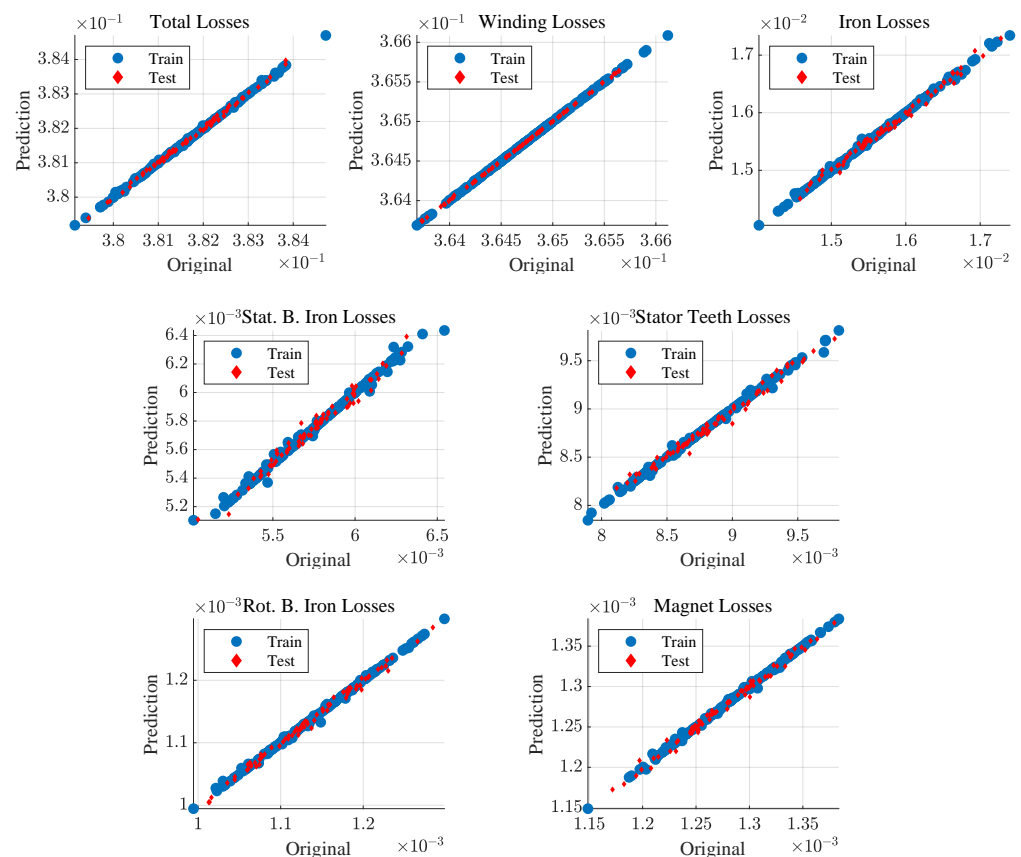 ×10⁻¹ Total Losses
Train
Test
Prediction
3.84
3.83
3.82
3.81
3.8
3.8 3.81 3.82 3.83 3.84
Original ×10⁻¹
×10⁻¹ Winding Losses
Train
Test
Prediction
3.66
3.655
3.65
3.645
3.64
3.64 3.645 3.65 3.655 3.66
Original ×10⁻¹
×10⁻² Iron Losses
Train
Test
Prediction
1.7
1.6
1.5
1.5 1.6 1.7
Original ×10⁻²
×10⁻³ Stat. B. Iron Losses
Train
Test
Prediction
6.4
6.2
6
5.8
5.6
5.4
5.2
5.5 6 6.5
Original ×10⁻³
×10⁻³ Stator Teeth Losses
Train
Test
Prediction
9.5
9
8.5
8
8 8.5 9 9.5
Original ×10⁻³
×10⁻³ Rot. B. Iron Losses
Train
Test
Prediction
1.2
1.1
1
1 1.1 1.2
Original ×10⁻³
×10⁻³ Magnet Losses
Train
Test
Prediction
1.35
1.3
1.25
1.2
1.15
1.15 1.2 1.25 1.3 1.35
Original ×10⁻³